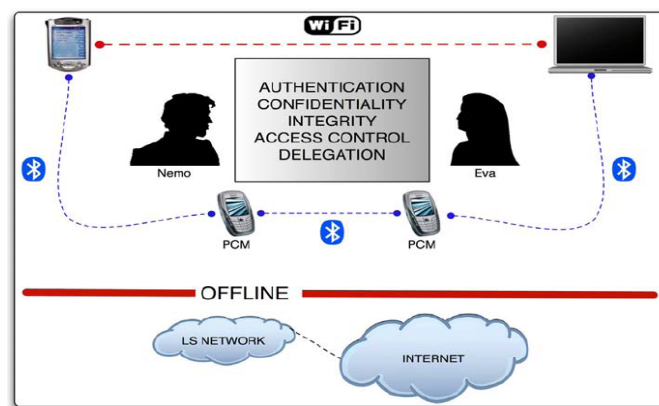 WiFi
AUTHENTICATION
CONFIDENTIALITY
INTEGRITY
ACCESS CONTROL
DELEGATION
Nemo
Eva
PCM
PCM
OFFLINE
LS NETWORK
INTERNET